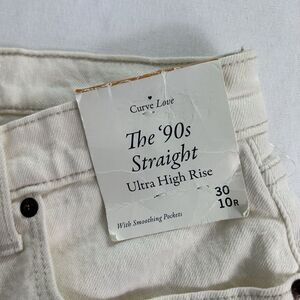 Curve Love
The ‘90s
Straight
Ultra High Rise
30
10R
With Smoothing Pockets